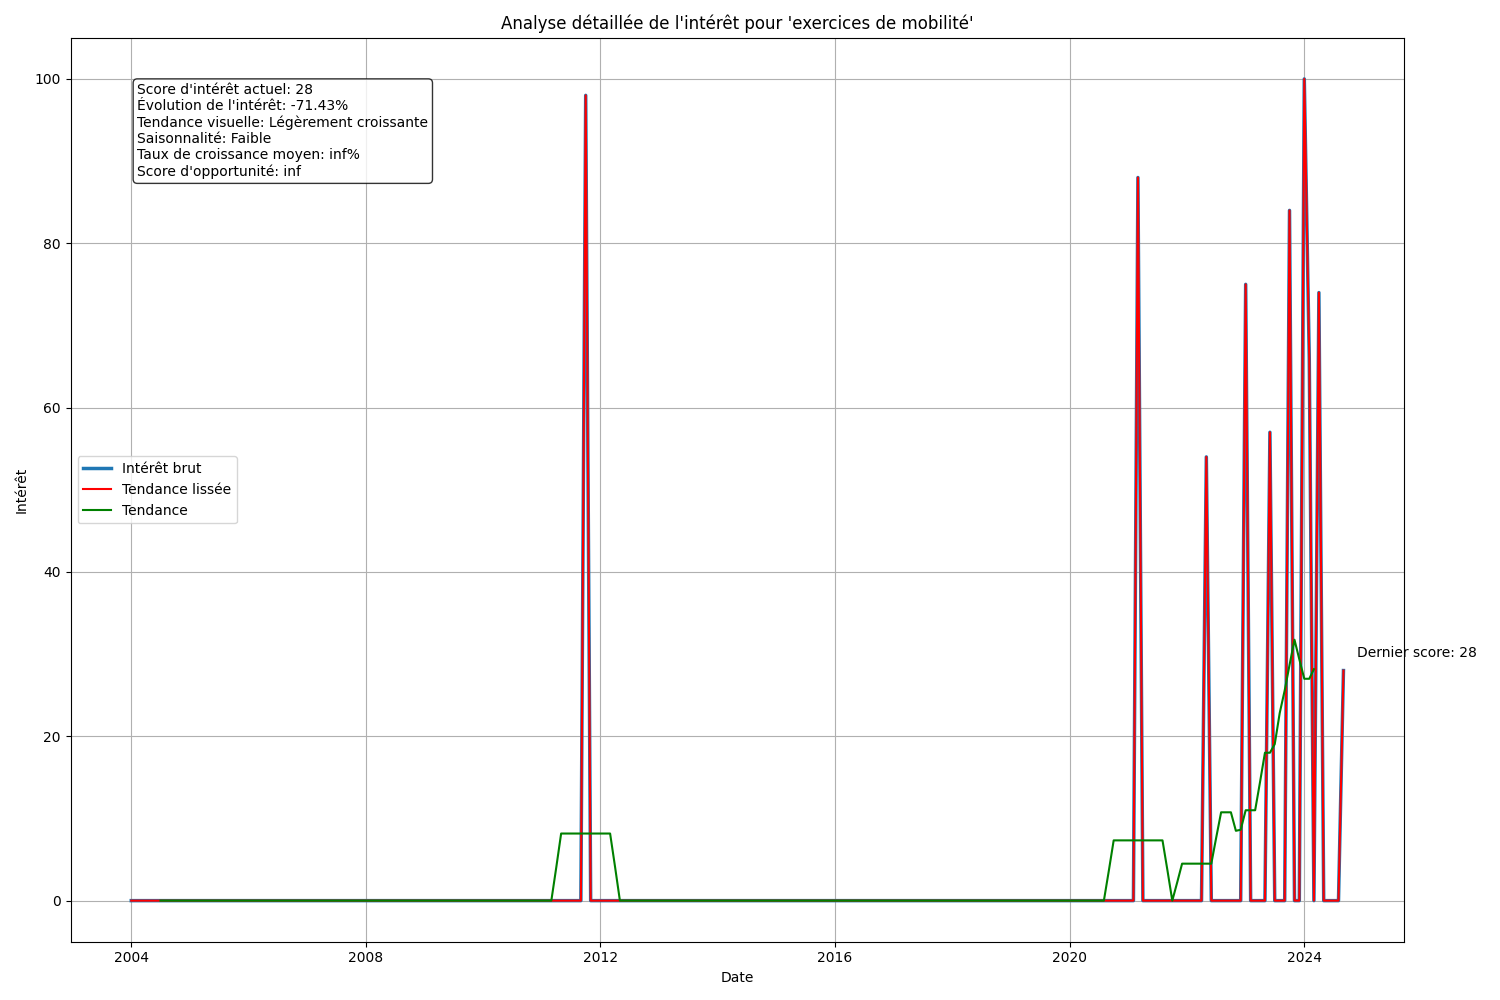 Analyse détaillée de l'intérêt pour 'exercices de mobilité'
Score d'intérêt actuel: 28
Évolution de l'intérêt: -71.43%
Tendance visuelle: Légèrement croissante
Saisonnalité: Faible
Taux de croissance moyen: inf%
Score d'opportunité: inf
100
80
60
40
20
0
Intérêt
Intérêt brut
Tendance lissée
Tendance
Dernier score: 28
2004
2008
2012
2016
2020
2024
Date